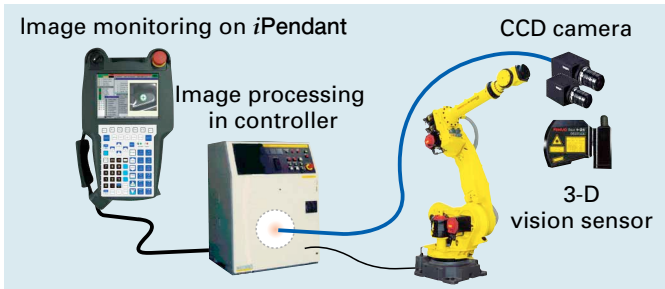 Image monitoring on iPendant
CCD camera
Image processing
in controller
3-D
vision sensor